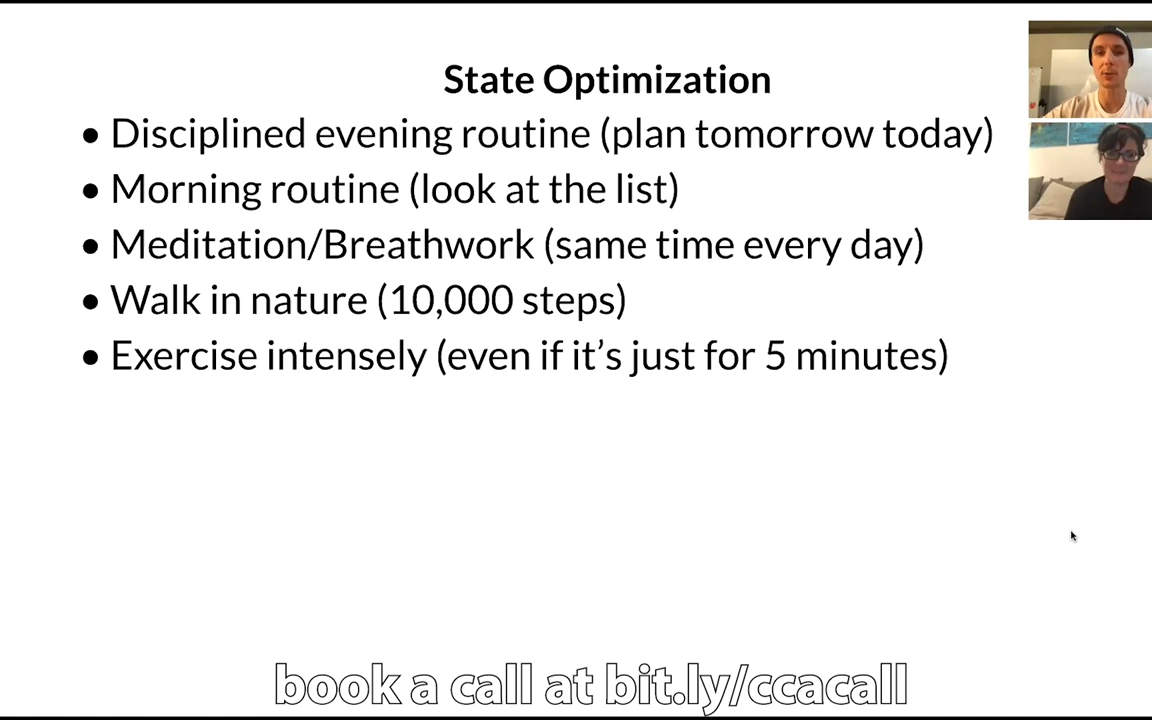 State Optimization
• Disciplined evening routine (plan tomorrow today)
• Morning routine (look at the list)
• Meditation/Breathwork (same time every day)
• Walk in nature (10,000 steps)
• Exercise intensely (even if it’s just for 5 minutes)
book a call at bit.ly/ccacall